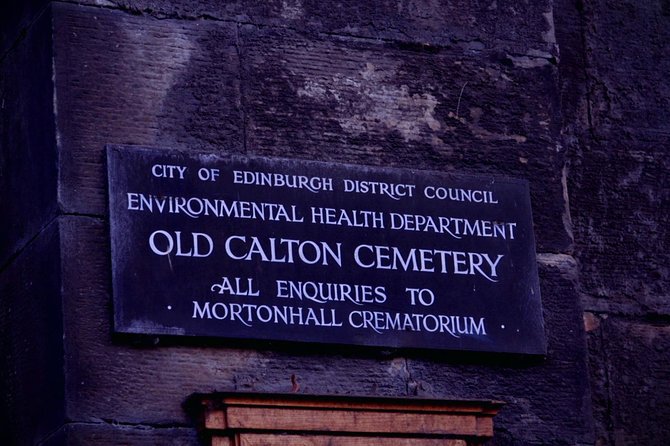 CITY OF EDINBURGH DISTRICT COUNCIL
ENVIRONMENTAL HEALTH DEPARTMENT
OLD CALTON CEMETERY
ALL ENQUIRIES TO
· MORTONHALL CREMATORIUM ·